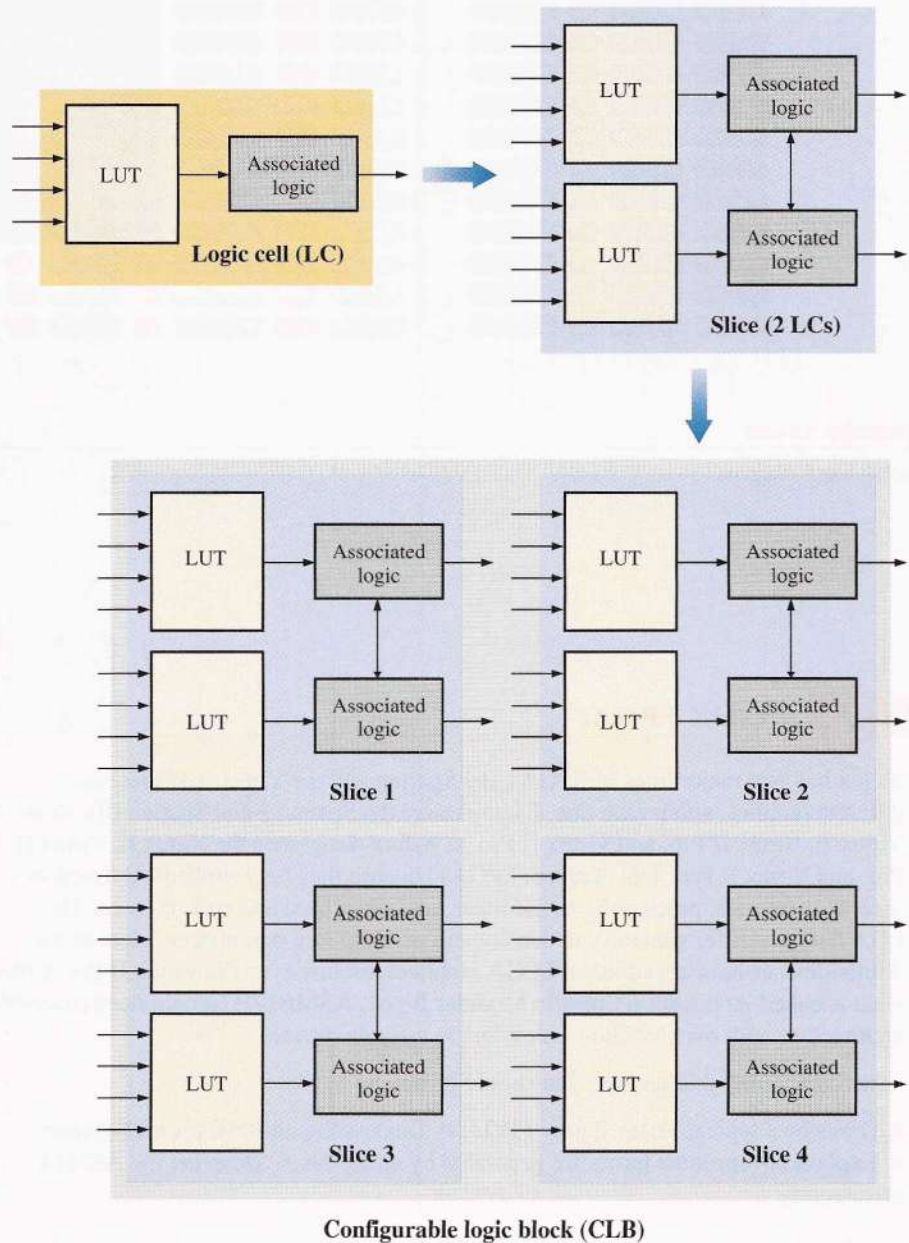 LUT
Associated
logic
Logic cell (LC)
LUT
Associated
logic
LUT
Associated
logic
Slice (2 LCs)
LUT
Associated
logic
LUT
Associated
logic
Slice 1
LUT
Associated
logic
LUT
Associated
logic
Slice 2
LUT
Associated
logic
LUT
Associated
logic
Slice 3
LUT
Associated
logic
LUT
Associated
logic
Slice 4
Configurable logic block (CLB)